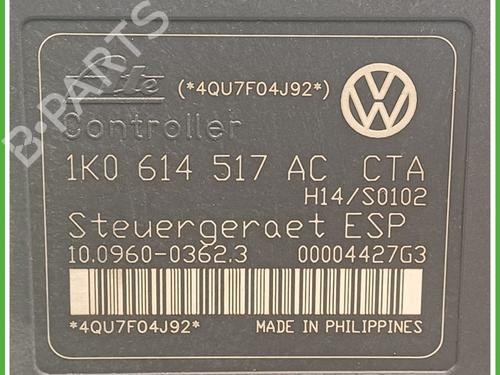 B-PARTS
Ate (*4QU7F04J92*)
Controller
1K0 614 517 AC CTA
H14/S0102
Steuergeraet ESP
10.0960-0362.3 00004427G3
*4QU7F04J92* MADE IN PHILIPPINES